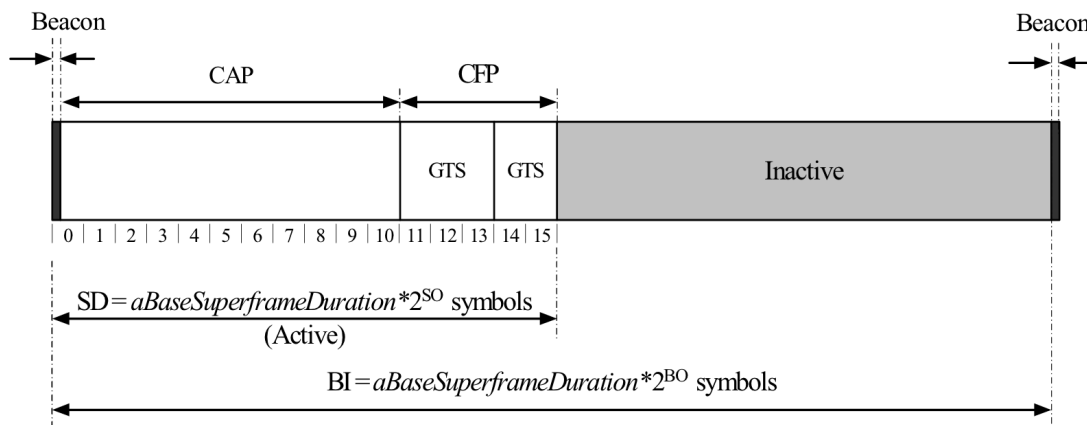 Beacon
Beacon
CAP
CFP
GTS
GTS
Inactive
0 | 1 | 2 | 3 | 4 | 5 | 6 | 7 | 8 | 9 | 10 | 11 | 12 | 13 | 14 | 15
SD = aBaseSuperframeDuration*2^SO symbols
(Active)
BI = aBaseSuperframeDuration*2^BO symbols